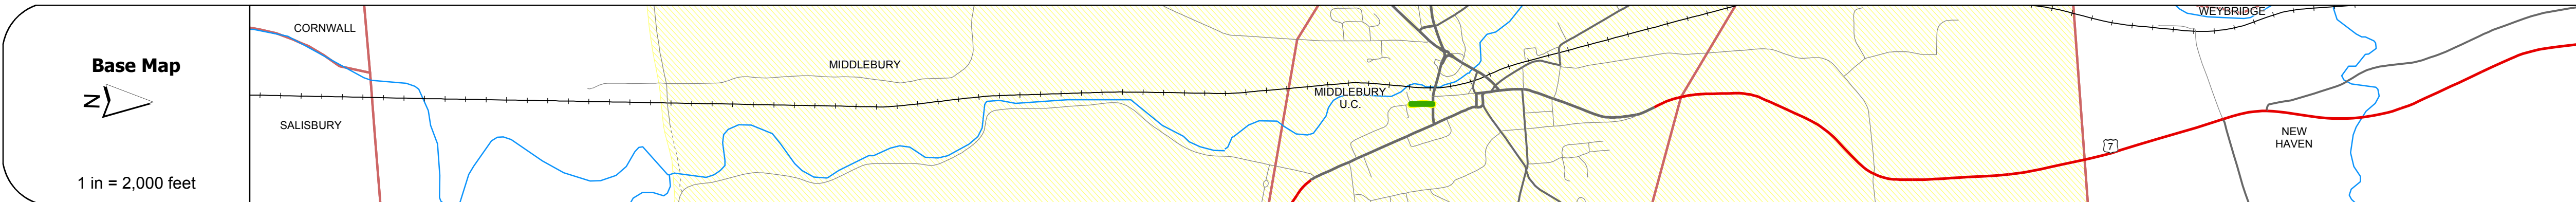 Base Map
N
1 in = 2,000 feet
CORNWALL
SALISBURY
MIDDLEBURY
MIDDLEBURY
U.C.
7
WEYBRIDGE
NEW
HAVEN